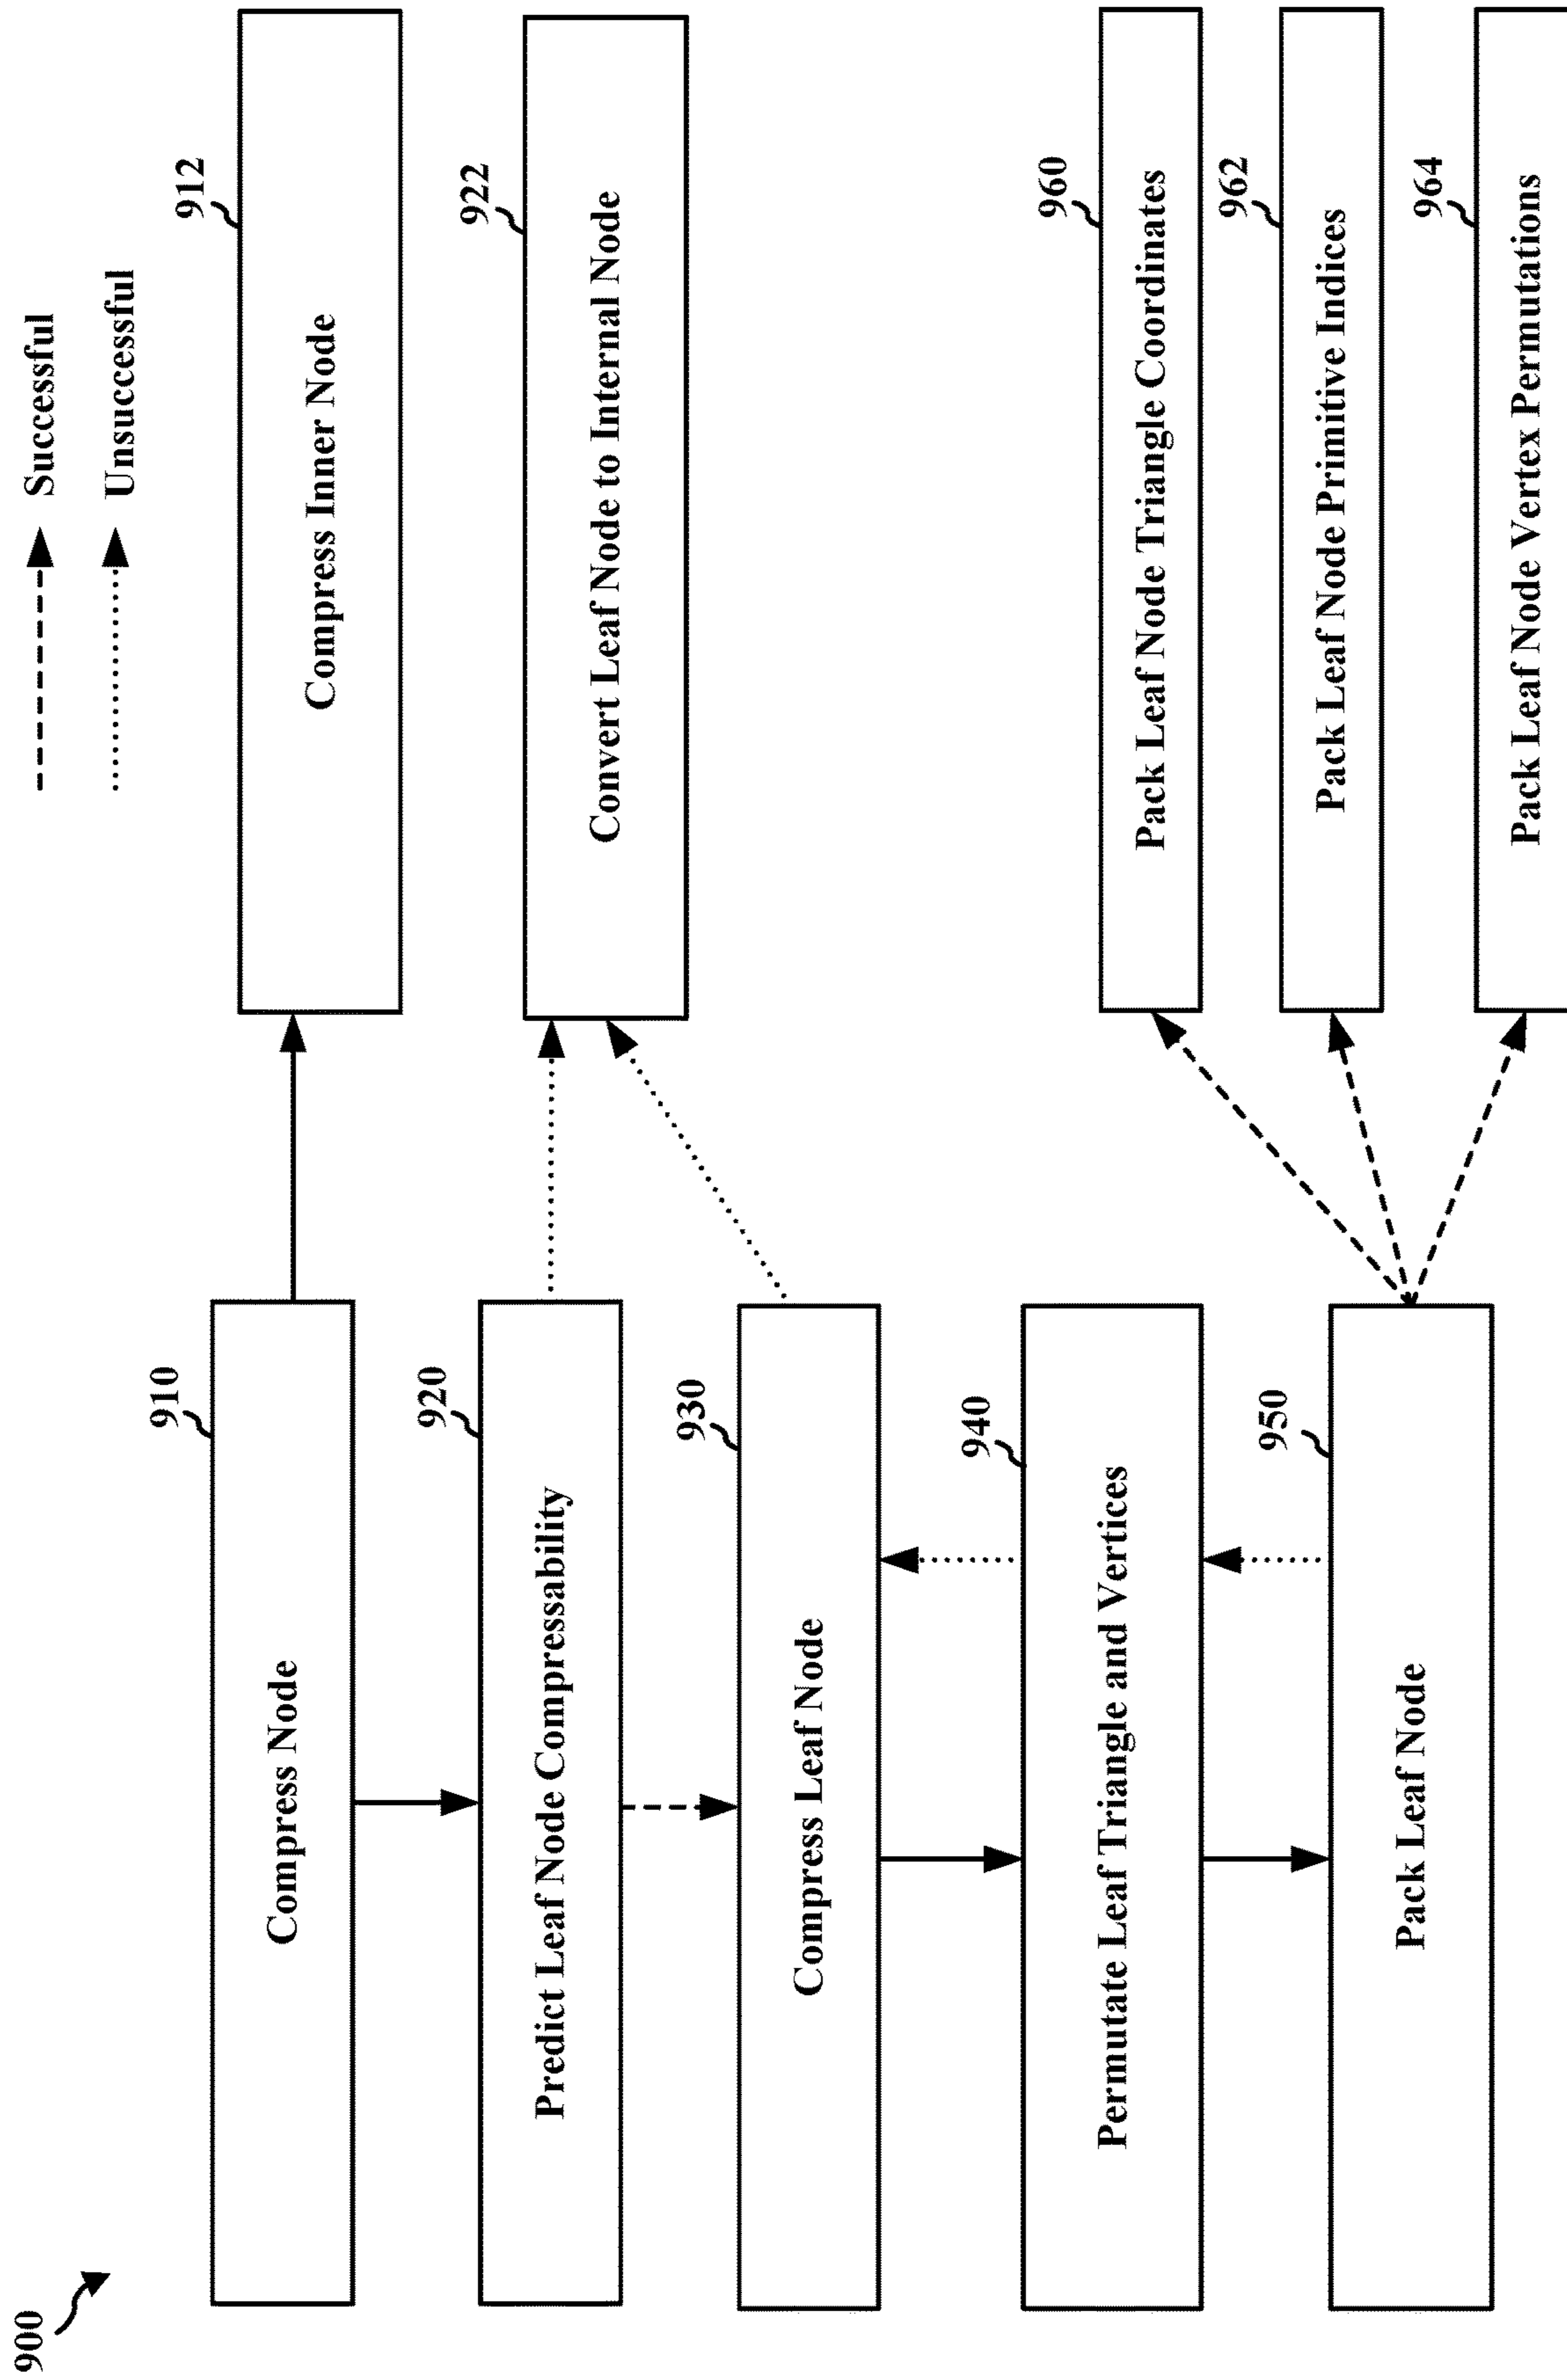 900
Successful
Unsuccessful
910
Compress Node
912
Compress Inner Node
920
Predict Leaf Node Compressability
922
Convert Leaf Node to Internal Node
930
Compress Leaf Node
940
Permutate Leaf Triangle and Vertices
950
Pack Leaf Node
960
Pack Leaf Node Triangle Coordinates
962
Pack Leaf Node Primitive Indices
964
Pack Leaf Node Vertex Permutations